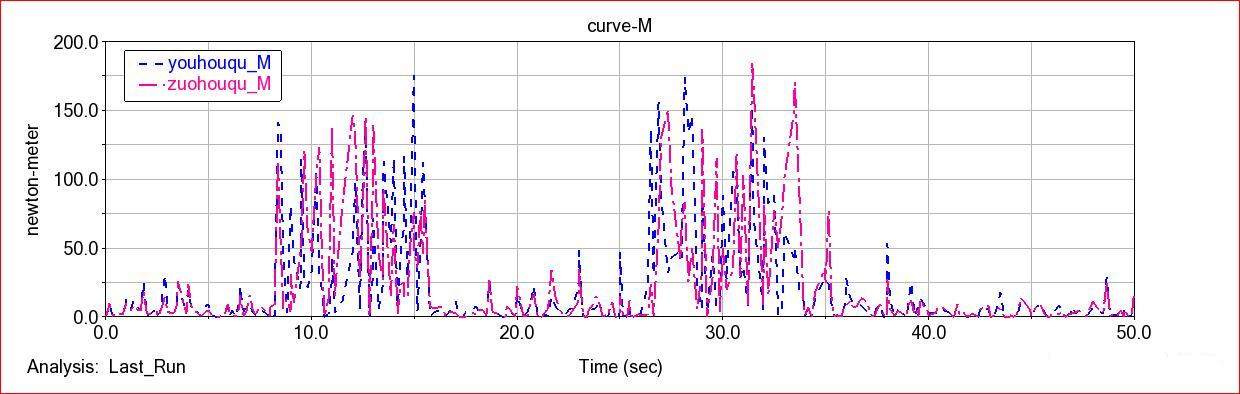 curve-M
200.0
150.0
100.0
50.0
0.0
newton-meter
youhouqu_M
zuohouqu_M
0.0 10.0 20.0 30.0 40.0 50.0
Analysis: Last_Run
Time (sec)